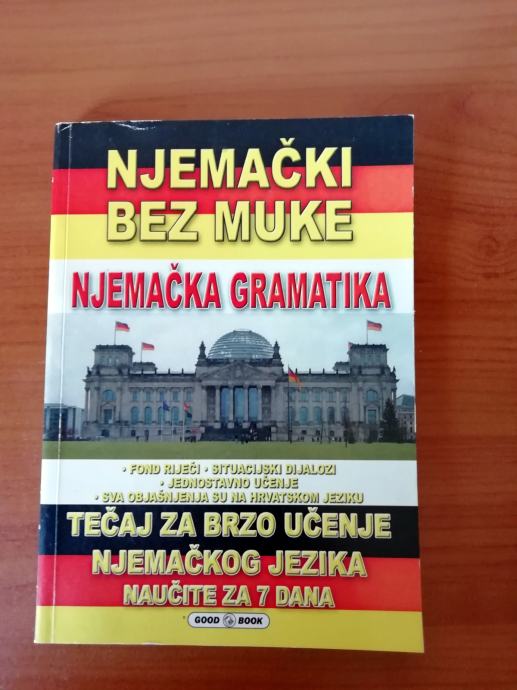 NJEMAČKI
BEZ MUKE
NJEMAČKA GRAMATIKA
• FOND RIJEČI • SITUACIJSKI DIJALOZI
• JEDNOSTAVNO UČENJE
• SVA OBJAŠNJENJA SU NA HRVATSKOM JEZIKU
TEČAJ ZA BRZO UČENJE
NJEMAČKOG JEZIKA
NAUČITE ZA 7 DANA
GOOD BOOK